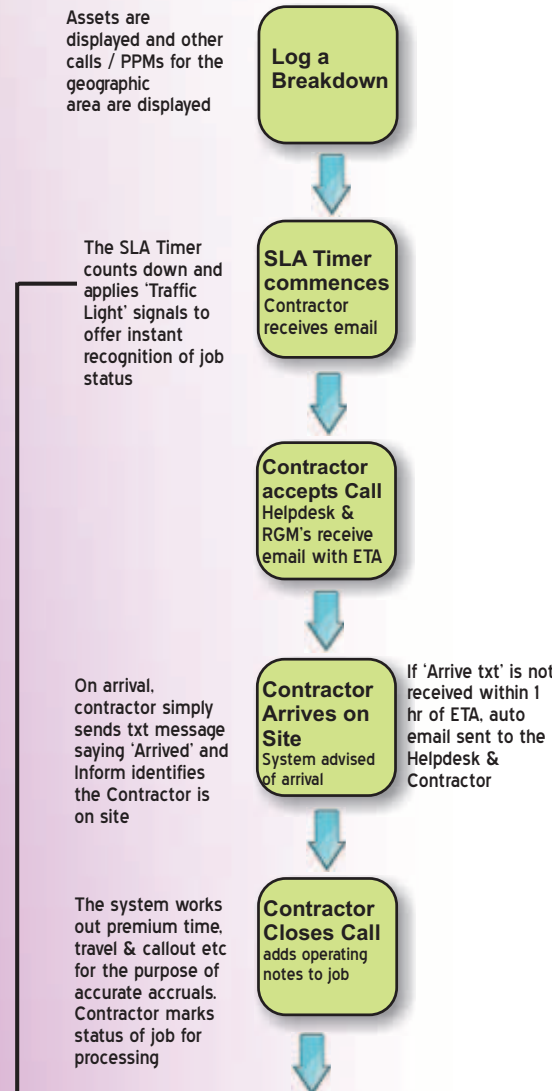 Assets are
displayed and other
calls / PPMs for the
geographic
area are displayed
Log a
Breakdown
The SLA Timer
counts down and
applies ‘Traffic
Light’ signals to
offer instant
recognition of job
status
SLA Timer
commences
Contractor
receives email
Contractor
accepts Call
Helpdesk &
RGM's receive
email with ETA
On arrival,
contractor simply
sends txt message
saying ‘Arrived’ and
Inform identifies
the Contractor is
on site
Contractor
Arrives on
Site
System advised
of arrival
If ‘Arrive txt’ is not
received within 1
hr of ETA, auto
email sent to the
Helpdesk &
Contractor
The system works
out premium time,
travel & callout etc
for the purpose of
accurate accruals.
Contractor marks
status of job for
processing
Contractor
Closes Call
adds operating
notes to job